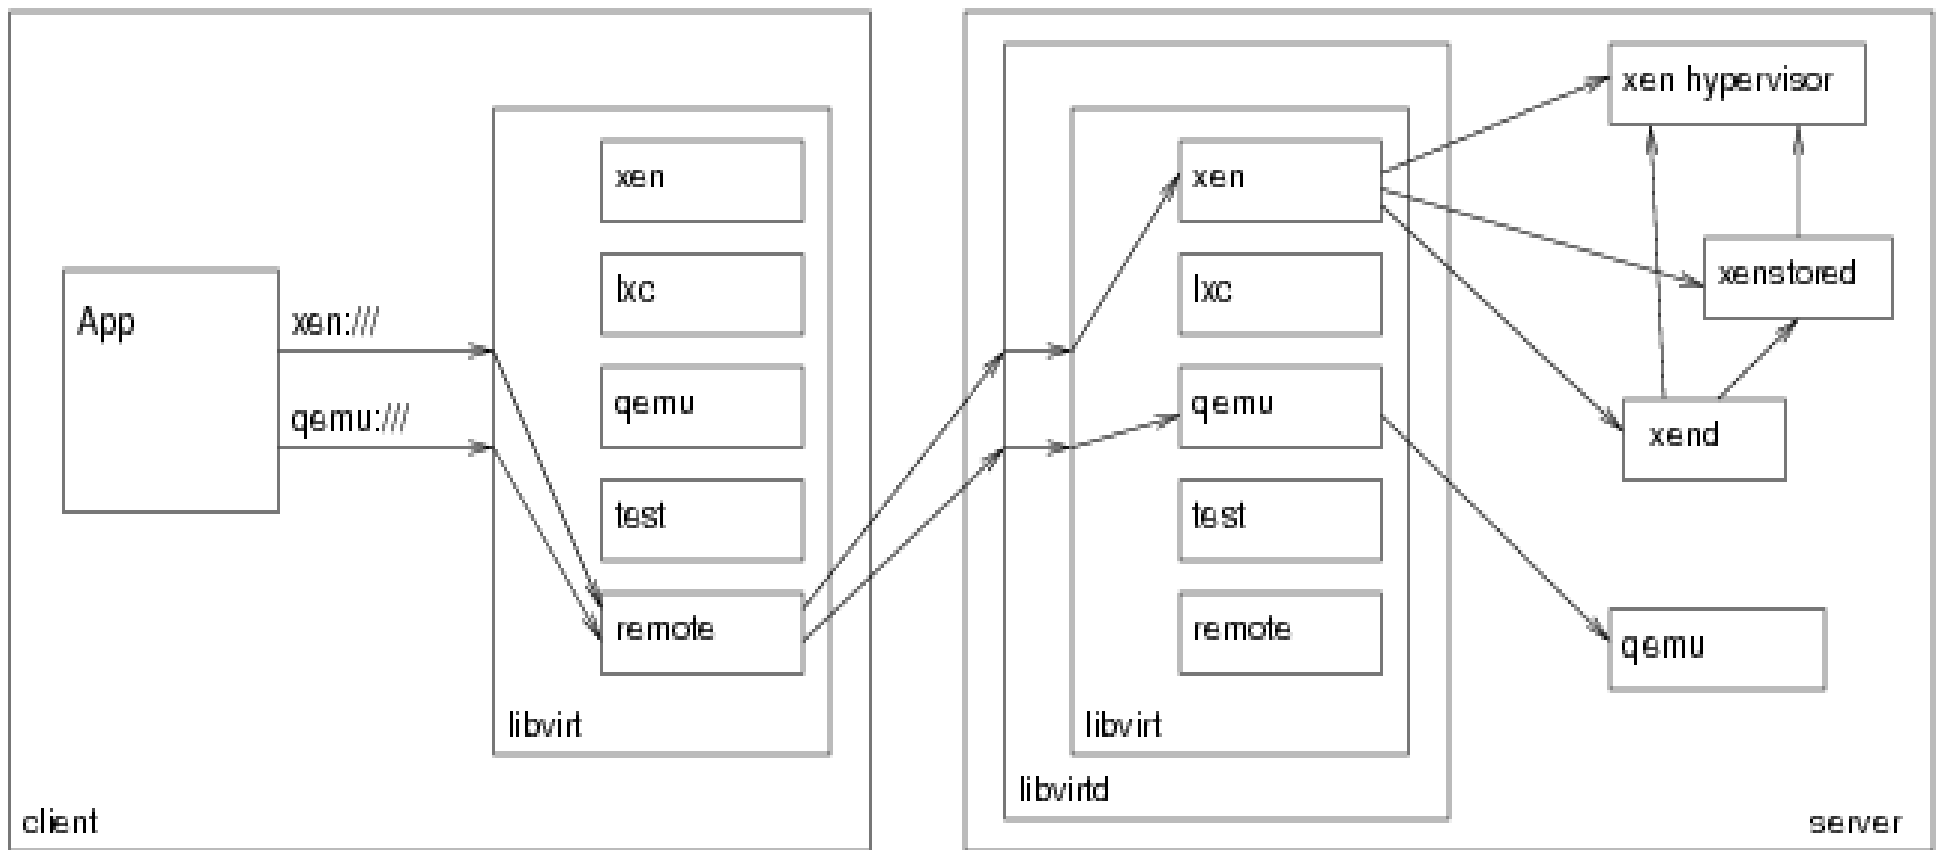 App
xen:///
qemu:///
xen
lxc
qemu
test
remote
libvirt
client
xen
lxc
qemu
test
remote
libvirt
libvirtd
xen hypervisor
xenstored
xend
qemu
server